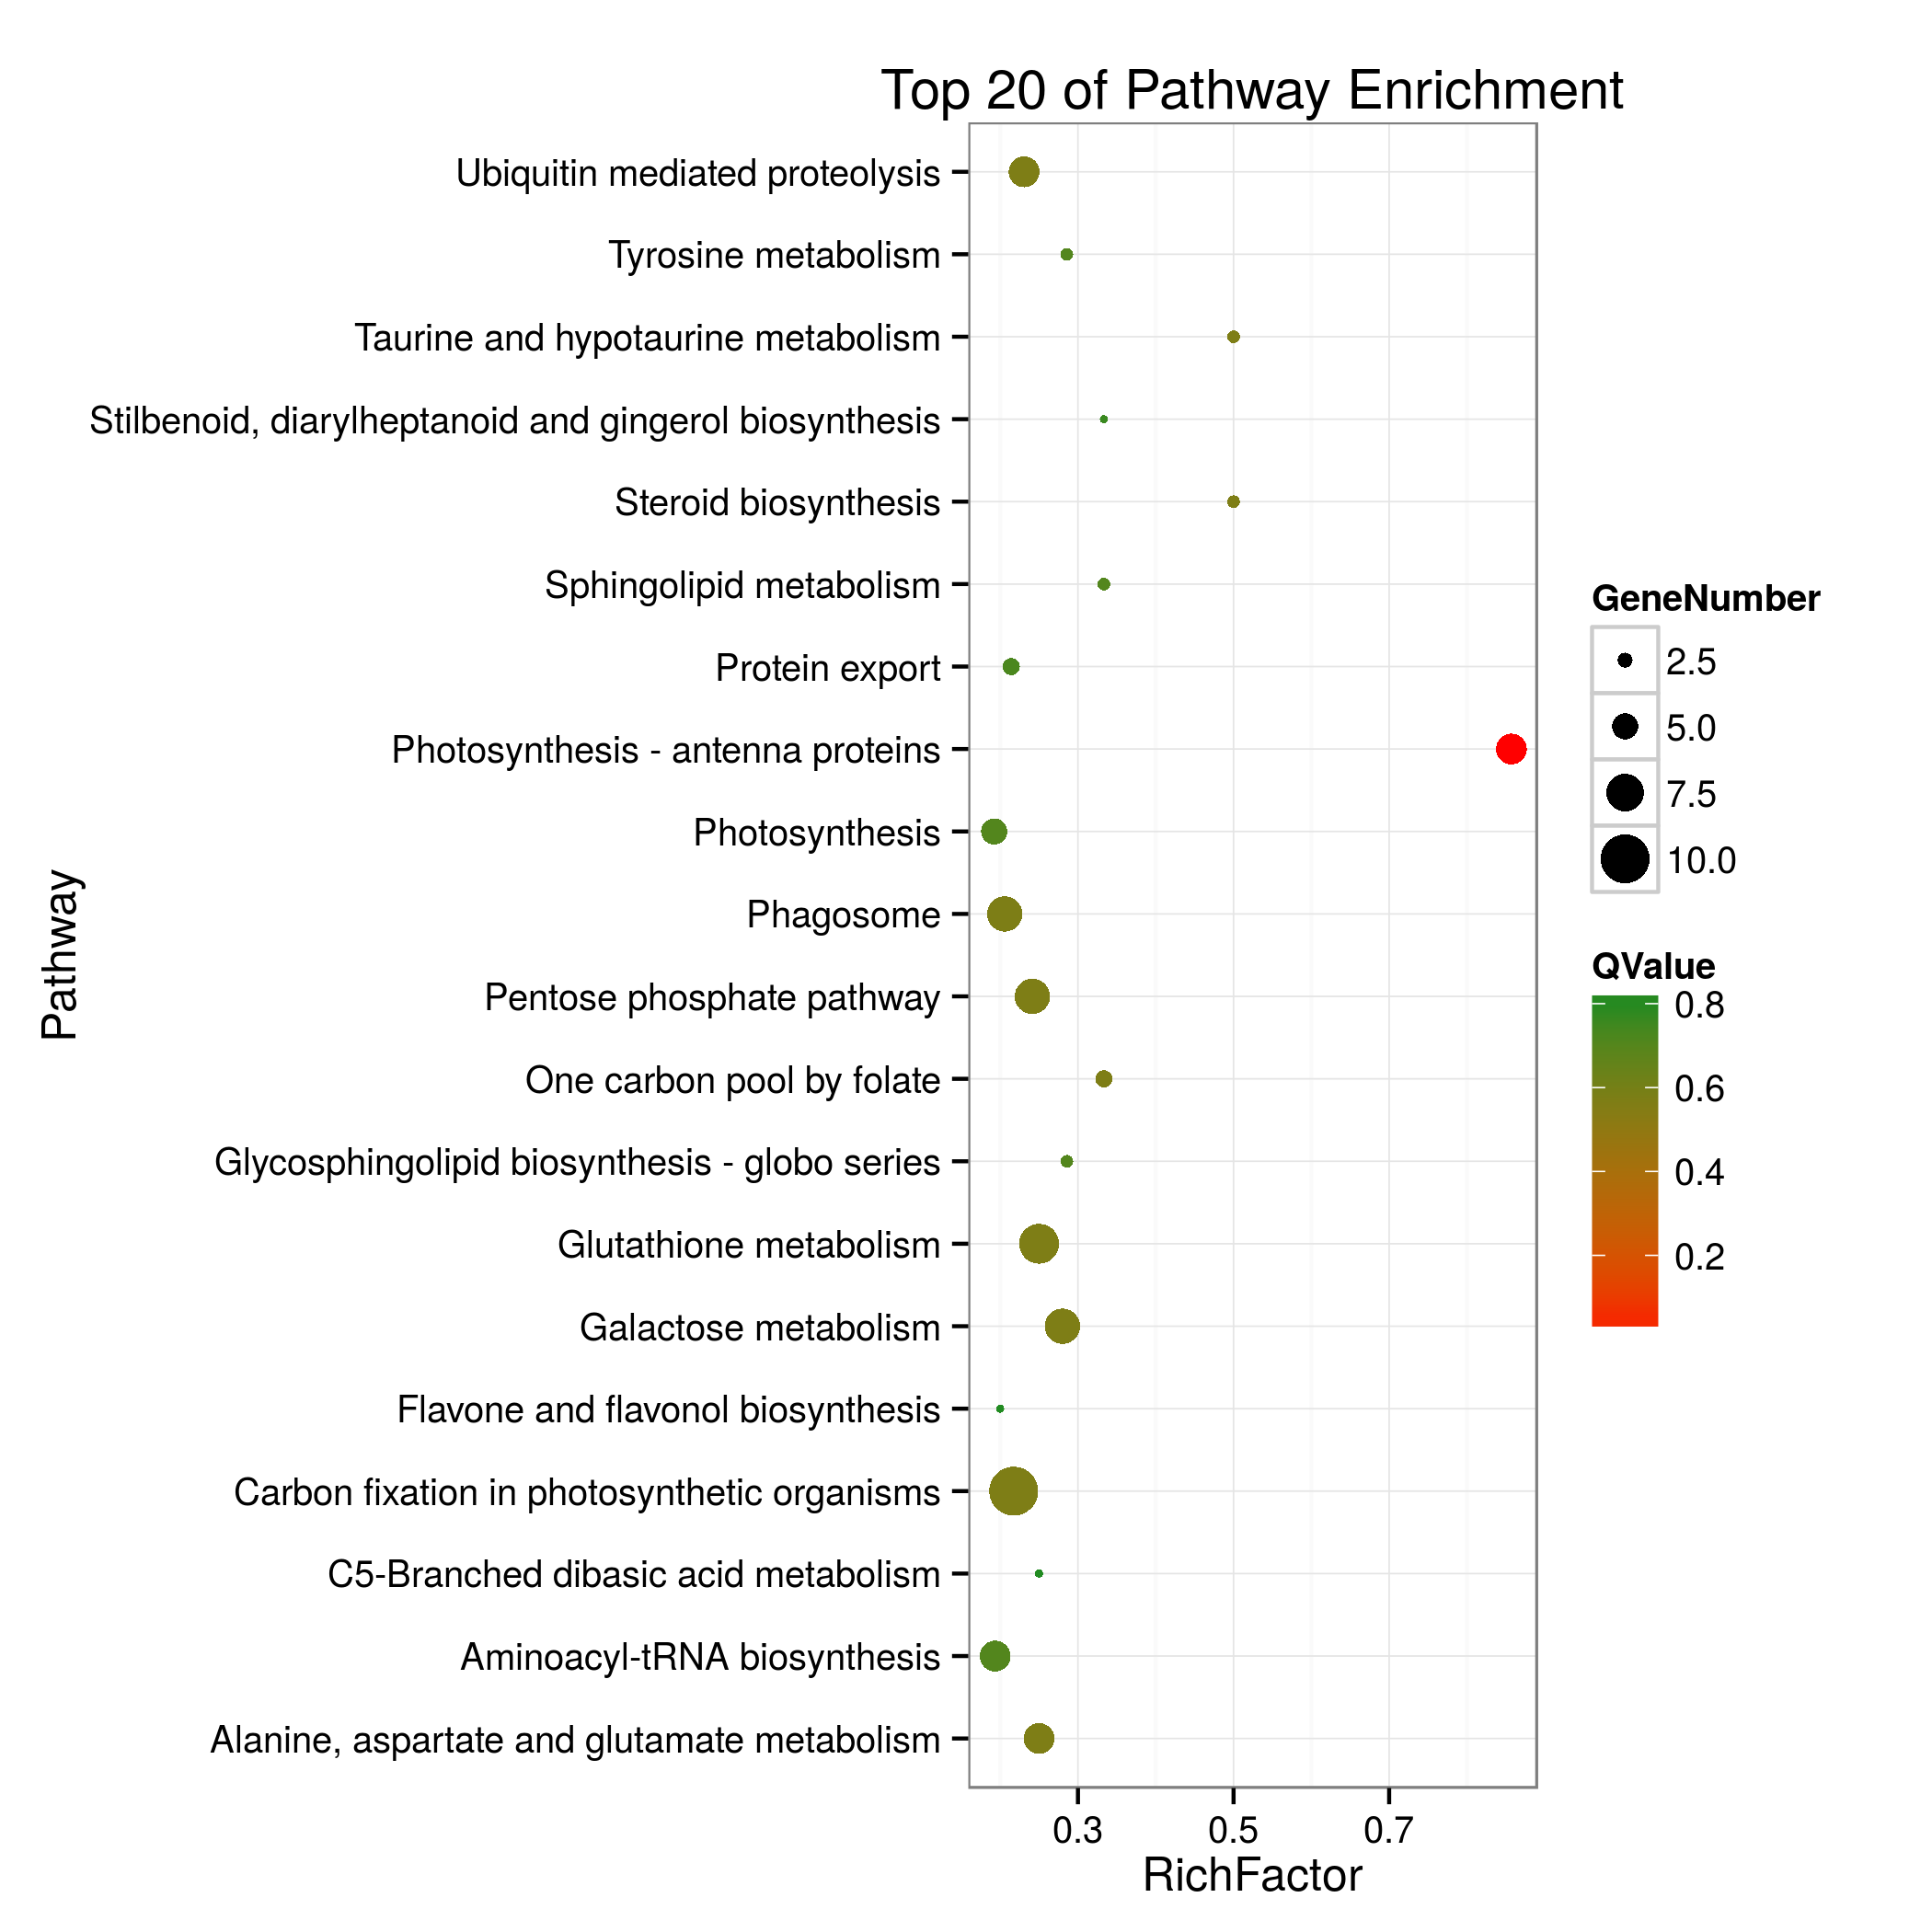 Top 20 of Pathway Enrichment
Ubiquitin mediated proteolysis
Tyrosine metabolism
Taurine and hypotaurine metabolism
Stilbenoid, diarylheptanoid and gingerol biosynthesis
Steroid biosynthesis
Sphingolipid metabolism
Protein export
Photosynthesis - antenna proteins
Photosynthesis
Phagosome
Pentose phosphate pathway
One carbon pool by folate
Glycosphingolipid biosynthesis - globo series
Glutathione metabolism
Galactose metabolism
Flavone and flavonol biosynthesis
Carbon fixation in photosynthetic organisms
C5-Branched dibasic acid metabolism
Aminoacyl-tRNA biosynthesis
Alanine, aspartate and glutamate metabolism
Pathway
0.3 0.5 0.7
RichFactor
GeneNumber
2.5
5.0
7.5
10.0
QValue
0.8
0.6
0.4
0.2